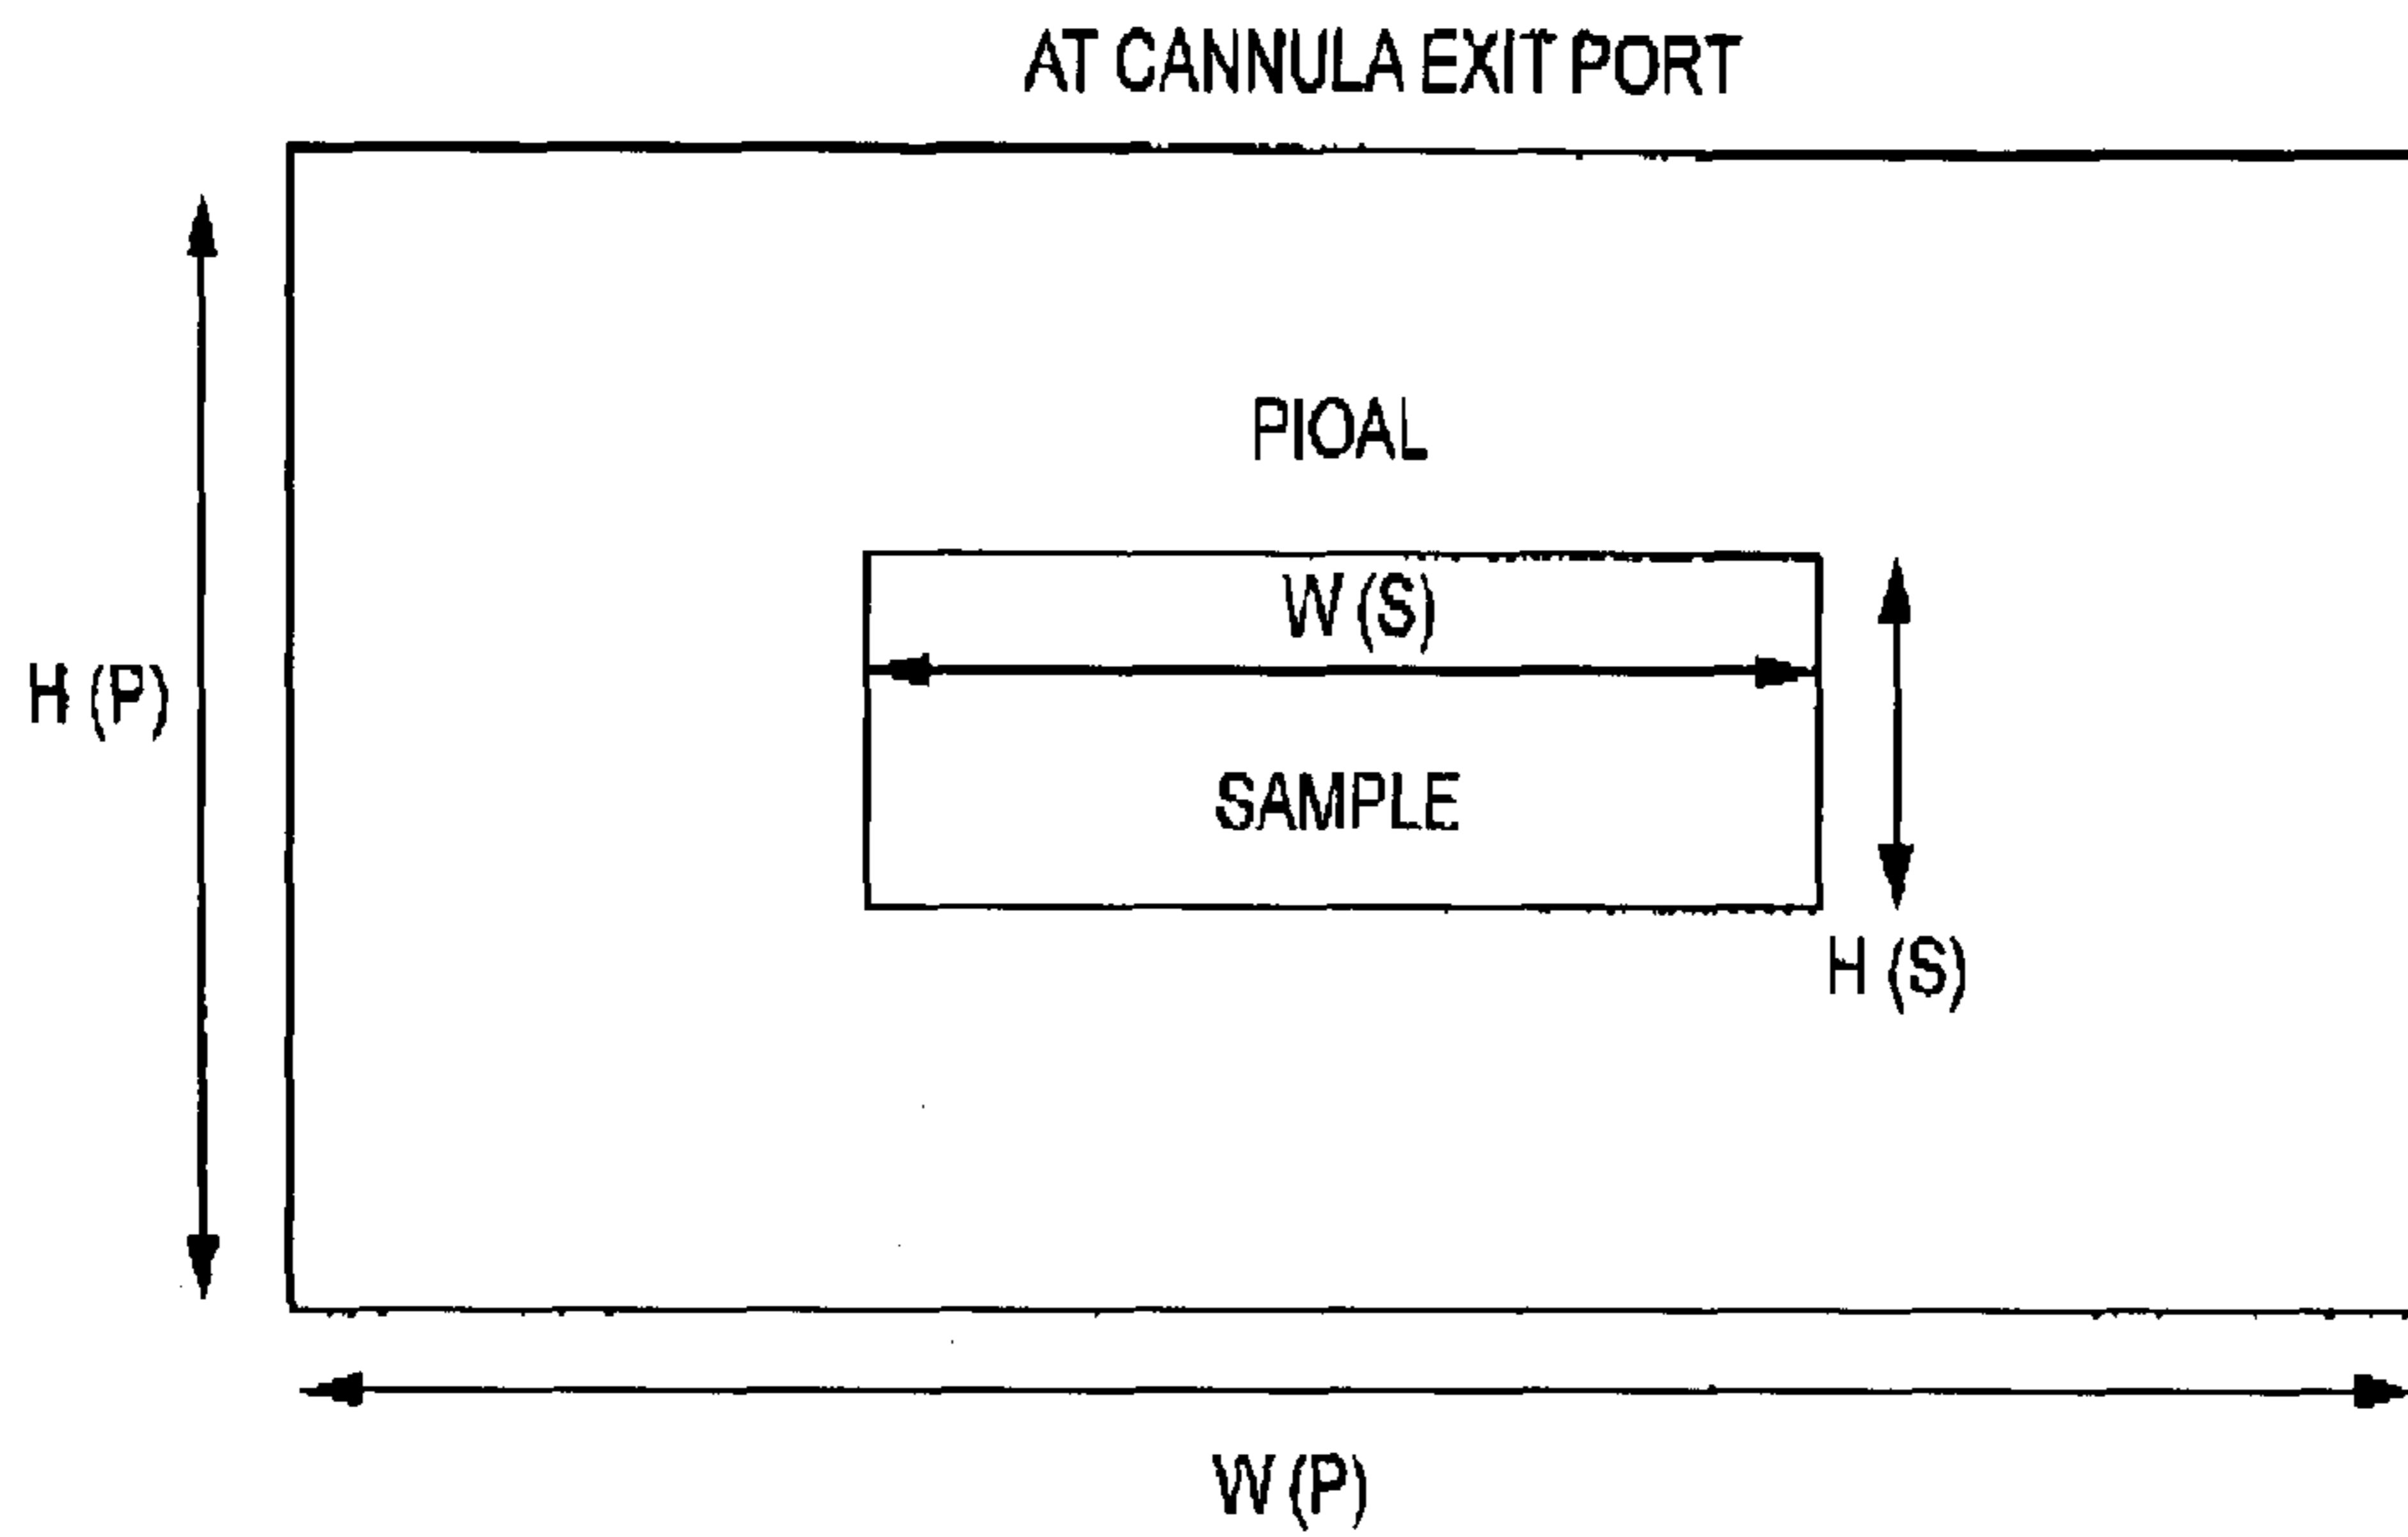 AT CANNULA EXIT PORT
PIOAL
W (S)
H (P)
SAMPLE
H (S)
W (P)